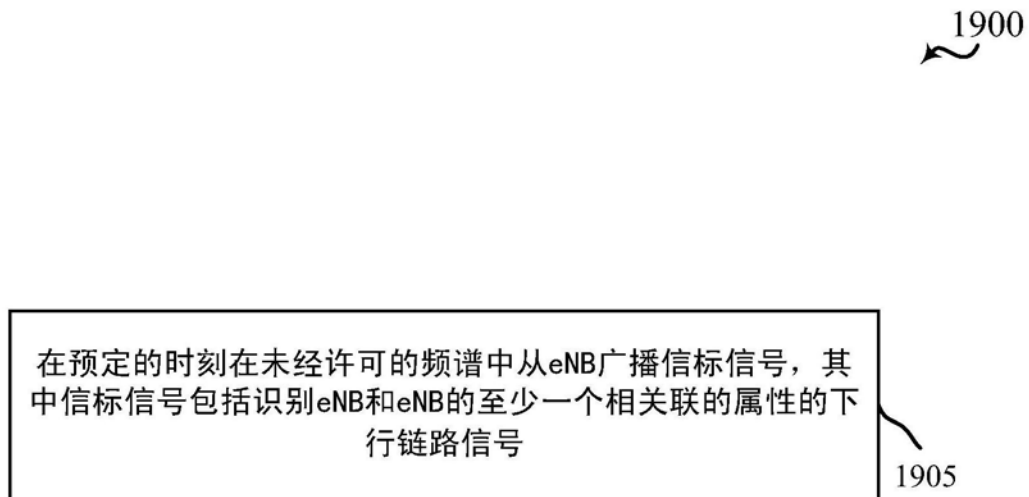 1900
在预定的时刻在未经许可的频谱中从eNB广播信标信号，其
中信标信号包括识别eNB和eNB的至少一个相关联的属性的下
行链路信号
1905